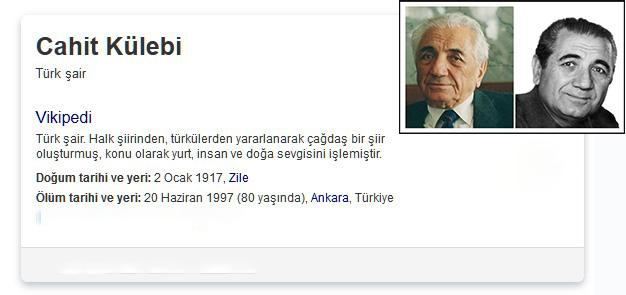 Cahit Külebi
Türk şair
Vikipedi
Türk şair. Halk şiirinden, türkülerden yararlanarak çağdaş bir şiir
oluşturmuş, konu olarak yurt, insan ve doğa sevgisini işlemiştir.
Doğum tarihi ve yeri: 2 Ocak 1917, Zile
Ölüm tarihi ve yeri: 20 Haziran 1997 (80 yaşında), Ankara, Türkiye